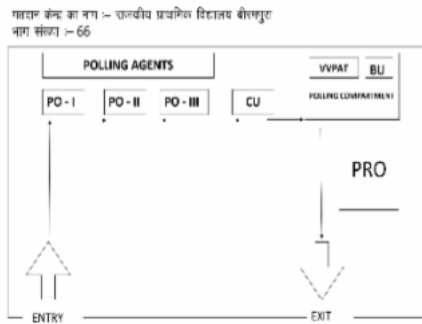 मतदान केन्द्र का नाम :- राजकीय प्राथमिक विद्यालय बीरमपुरा
भाग संख्या :- 66
POLLING AGENTS
VVPAT BU
POLLING COMPARTMENT
PO - I PO - II PO - III CU
PRO
ENTRY EXIT